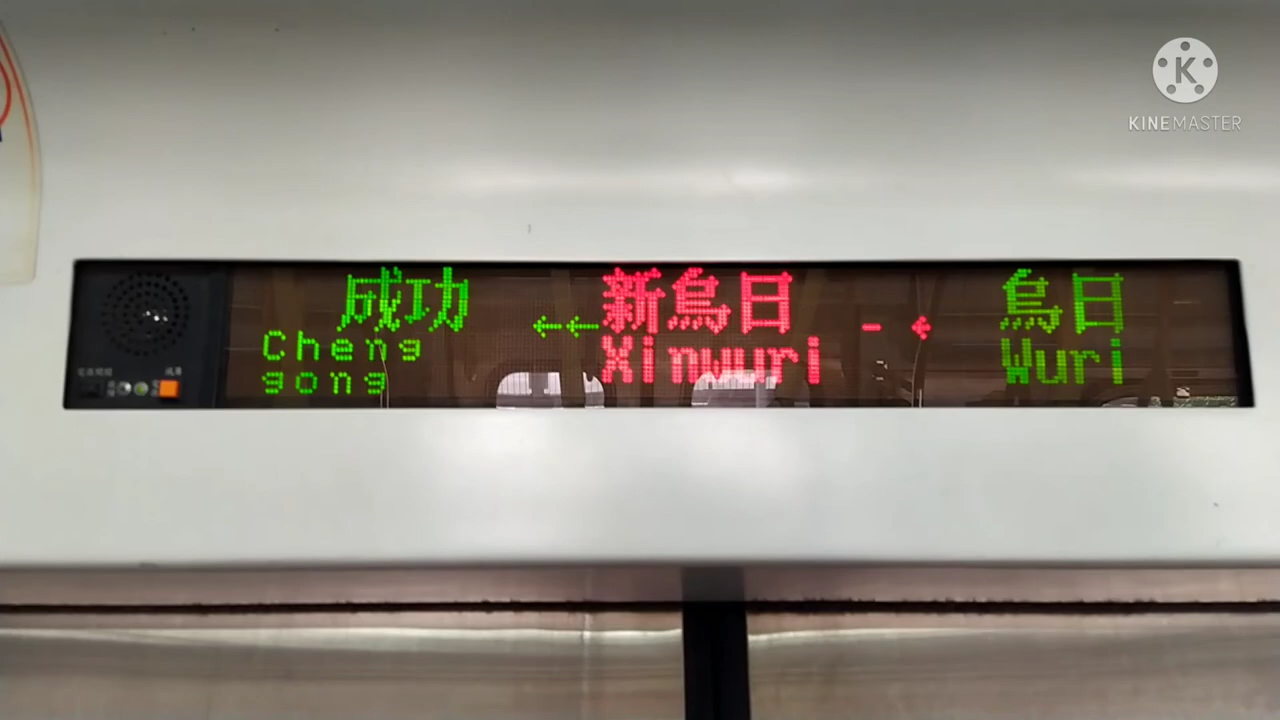 KINEMASTER
成功 ←← 新烏日 - ← 烏日
Cheng Xinwuri Wuri
gong